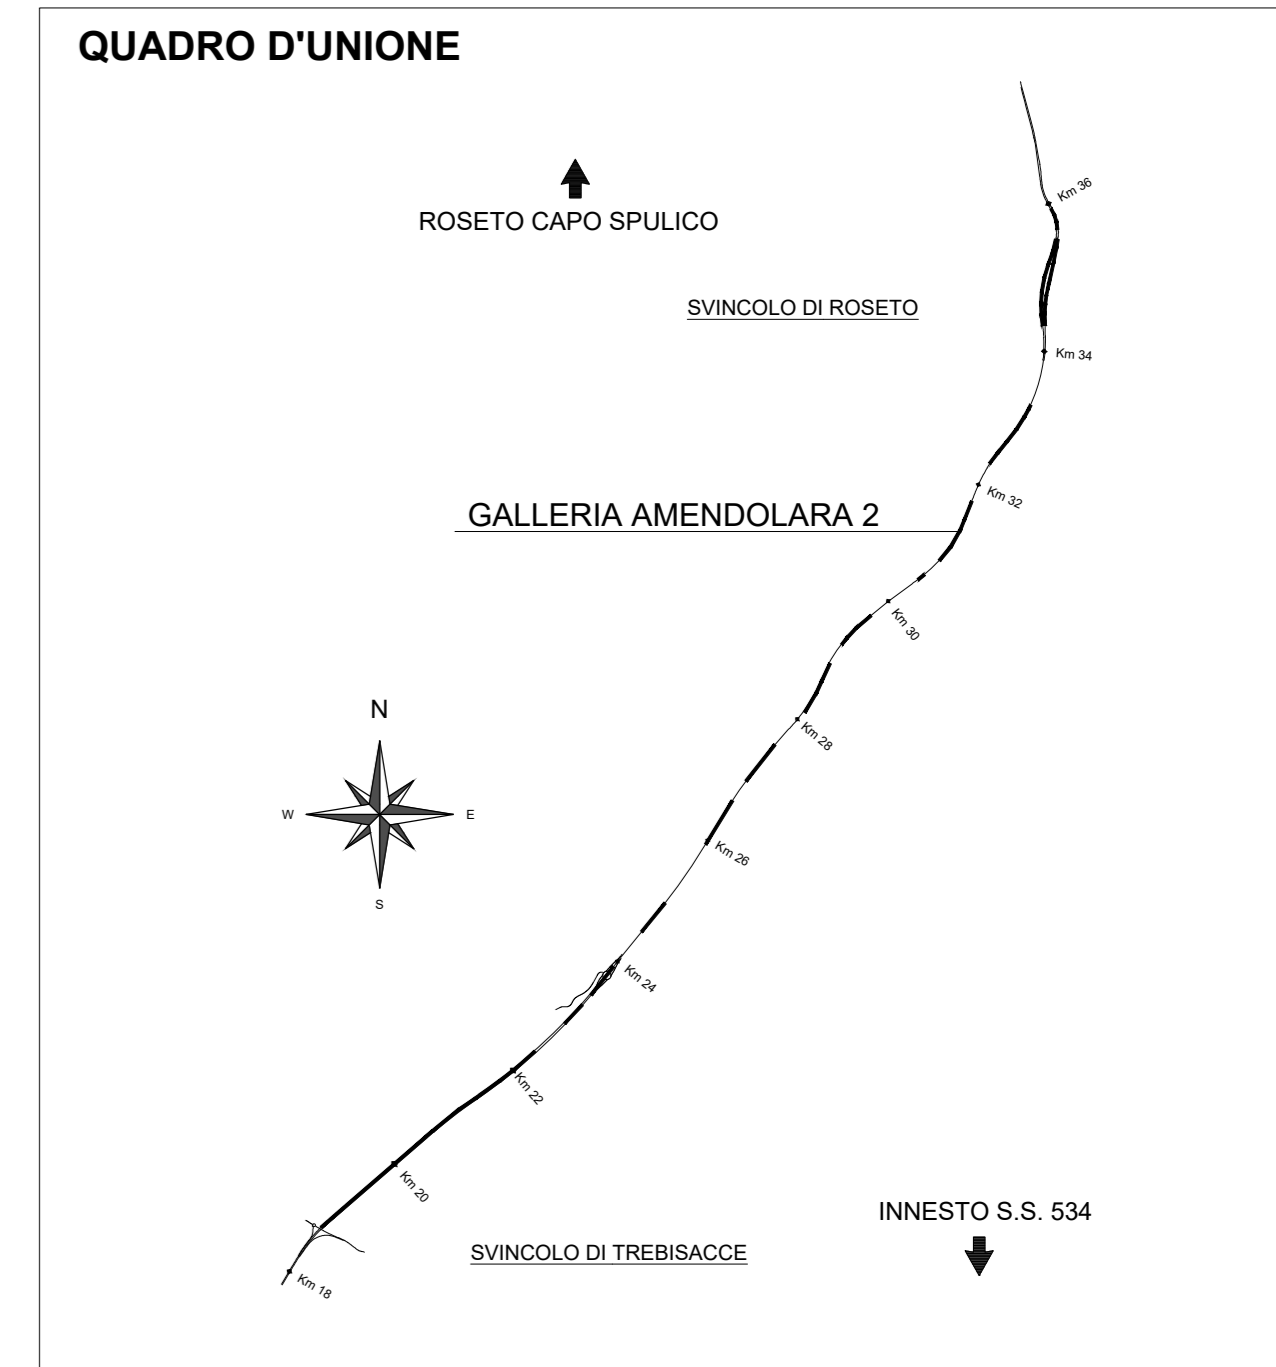 QUADRO D'UNIONE
Km 36
ROSETO CAPO SPULICO
SVINCOLO DI ROSETO
Km 34
Km 32
GALLERIA AMENDOLARA 2
Km 30
N
Km 28
W
E
Km 26
S
Km 24
Km 22
Km 20
INNESTO S.S. 534
SVINCOLO DI TREBISACCE
Km 18